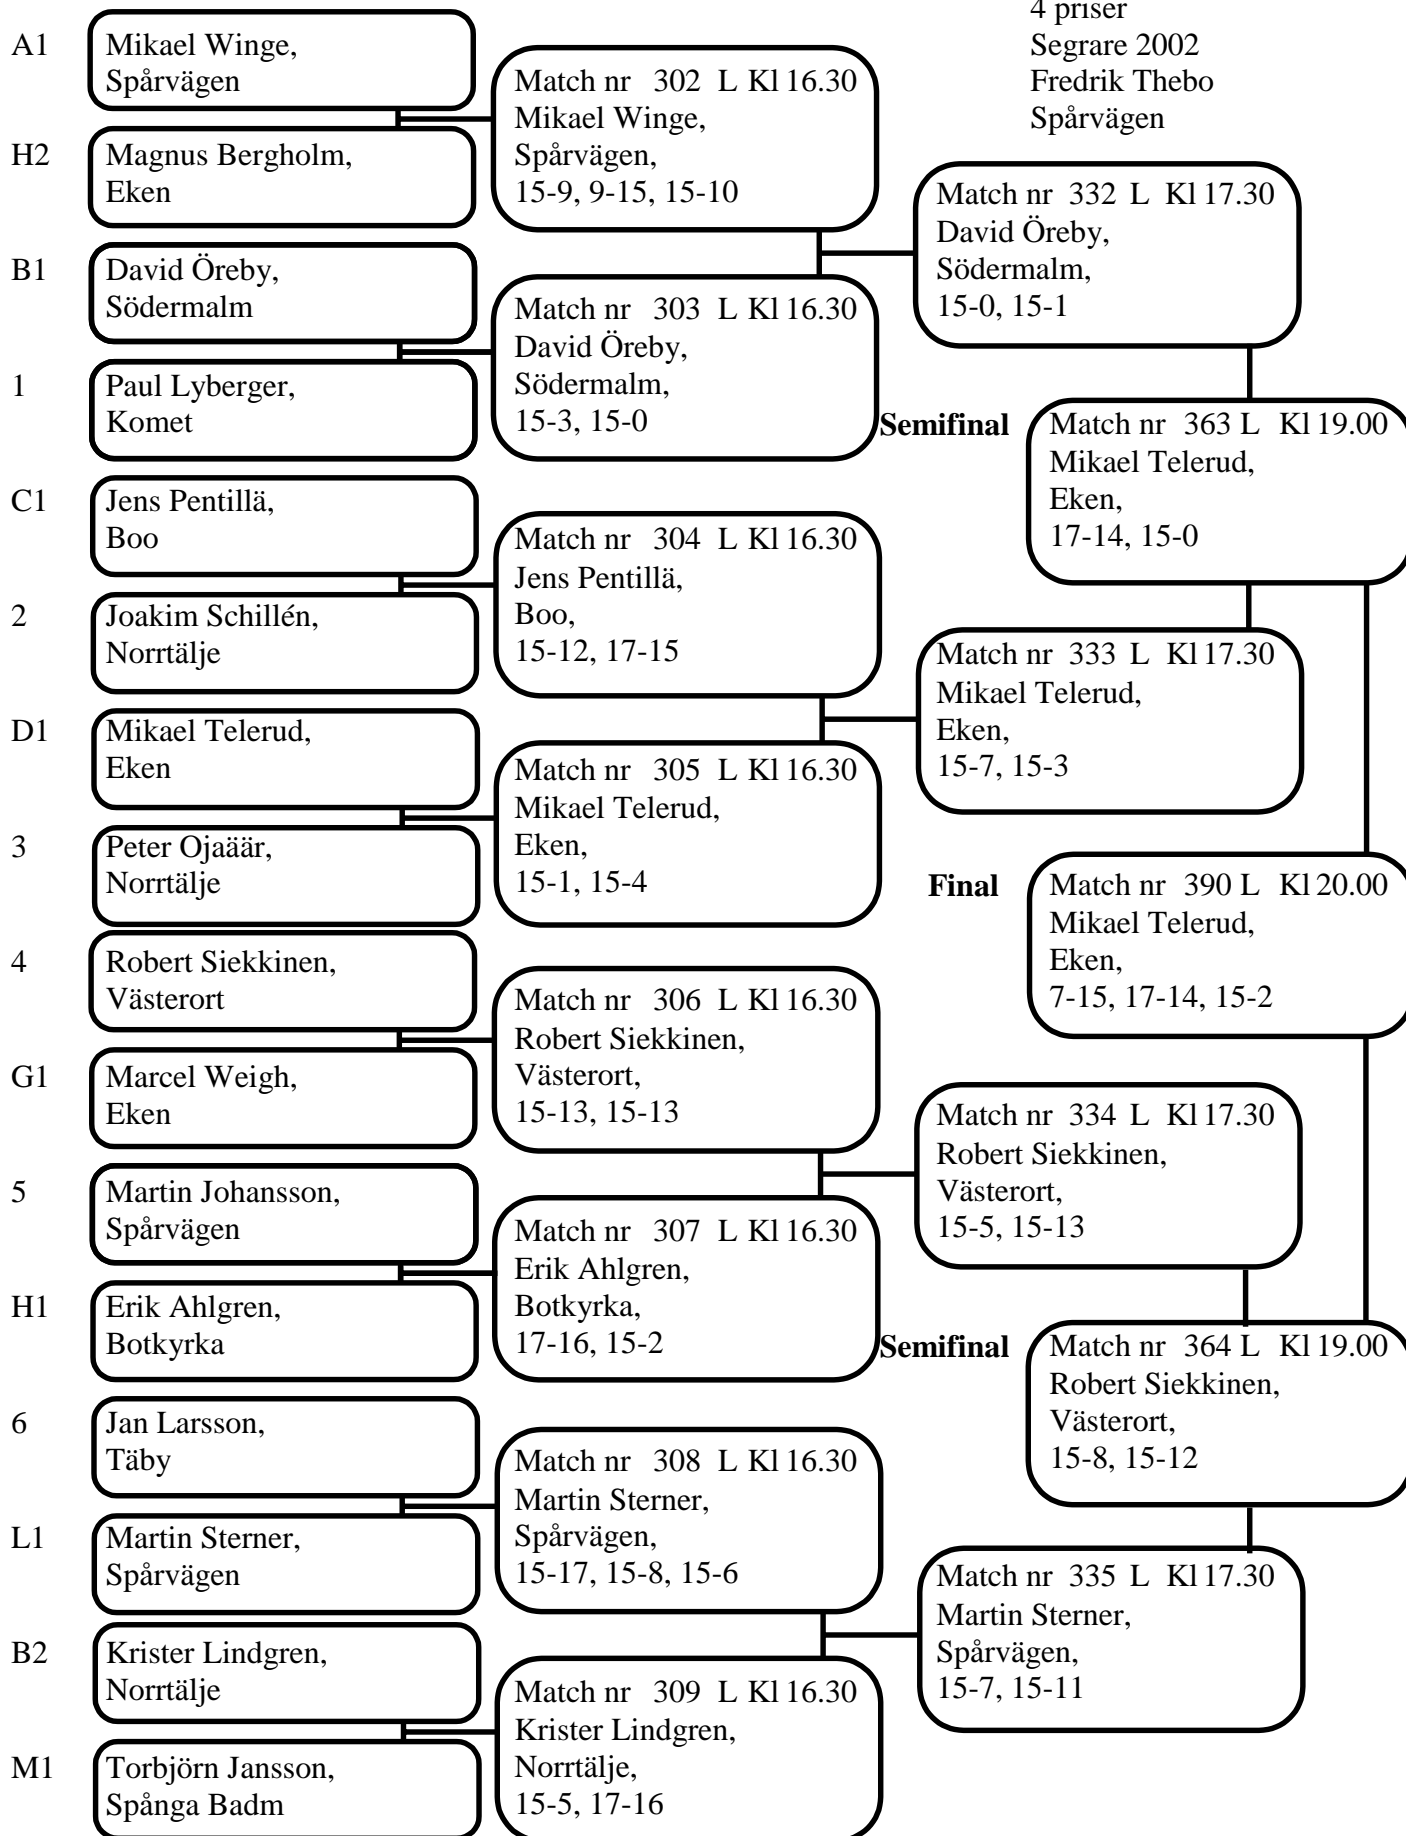 4 priser
Segrare 2002
Fredrik Thebo
Spårvägen
A1
Mikael Winge,
Spårvägen
H2
Magnus Bergholm,
Eken
B1
David Öreby,
Södermalm
1
Paul Lyberger,
Komet
C1
Jens Pentillä,
Boo
2
Joakim Schillén,
Norrtälje
D1
Mikael Telerud,
Eken
3
Peter Ojaäär,
Norrtälje
4
Robert Siekkinen,
Västerort
G1
Marcel Weigh,
Eken
5
Martin Johansson,
Spårvägen
H1
Erik Ahlgren,
Botkyrka
6
Jan Larsson,
Täby
L1
Martin Sterner,
Spårvägen
B2
Krister Lindgren,
Norrtälje
M1
Torbjörn Jansson,
Spånga Badm
Match nr 302 L Kl 16.30
Mikael Winge,
Spårvägen,
15-9, 9-15, 15-10
Match nr 303 L Kl 16.30
David Öreby,
Södermalm,
15-3, 15-0
Match nr 304 L Kl 16.30
Jens Pentillä,
Boo,
15-12, 17-15
Match nr 305 L Kl 16.30
Mikael Telerud,
Eken,
15-1, 15-4
Match nr 306 L Kl 16.30
Robert Siekkinen,
Västerort,
15-13, 15-13
Match nr 307 L Kl 16.30
Erik Ahlgren,
Botkyrka,
17-16, 15-2
Match nr 308 L Kl 16.30
Martin Sterner,
Spårvägen,
15-17, 15-8, 15-6
Match nr 309 L Kl 16.30
Krister Lindgren,
Norrtälje,
15-5, 17-16
Match nr 332 L Kl 17.30
David Öreby,
Södermalm,
15-0, 15-1
Semifinal
Match nr 363 L Kl 19.00
Mikael Telerud,
Eken,
17-14, 15-0
Match nr 333 L Kl 17.30
Mikael Telerud,
Eken,
15-7, 15-3
Final
Match nr 390 L Kl 20.00
Mikael Telerud,
Eken,
7-15, 17-14, 15-2
Match nr 334 L Kl 17.30
Robert Siekkinen,
Västerort,
15-5, 15-13
Semifinal
Match nr 364 L Kl 19.00
Robert Siekkinen,
Västerort,
15-8, 15-12
Match nr 335 L Kl 17.30
Martin Sterner,
Spårvägen,
15-7, 15-11